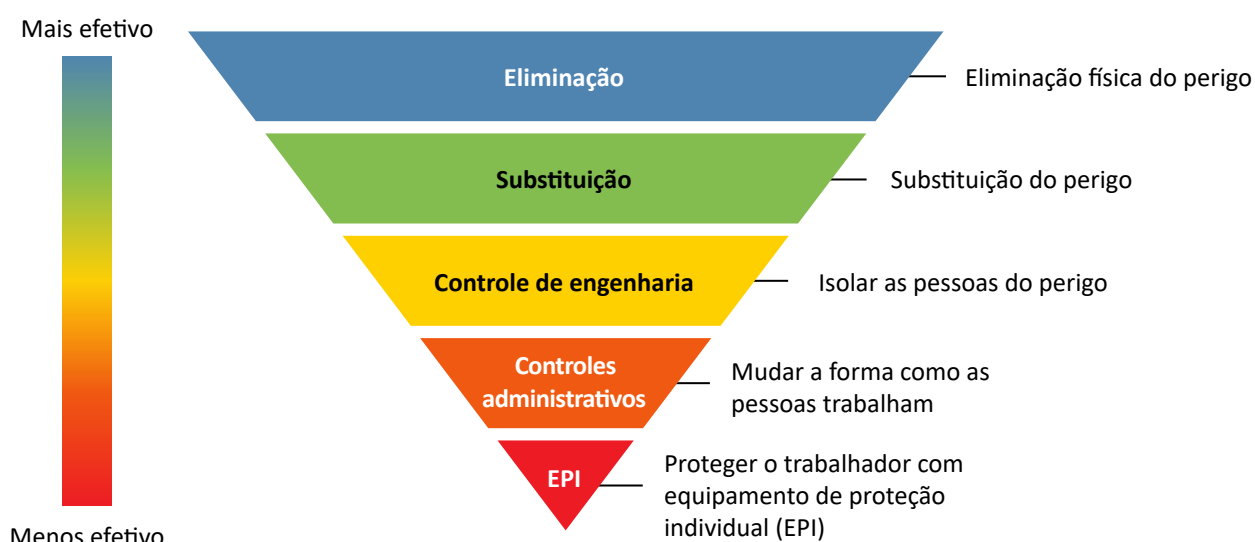 Mais efetivo
Eliminação
Eliminação física do perigo
Substituição
Substituição do perigo
Controle de engenharia
Isolar as pessoas do perigo
Controles
administrativos
Mudar a forma como as
pessoas trabalham
EPI
Proteger o trabalhador com
equipamento de proteção
individual (EPI)
Menos efetivo